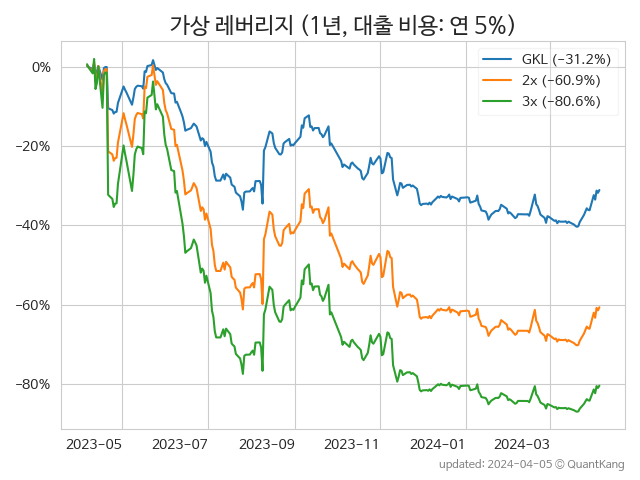 가상 레버리지 (1년, 대출 비용: 연 5%)
GKL (−31.2%)
2x (−60.9%)
3x (−80.6%)
0%
−20%
−40%
−60%
−80%
2023-05 2023-07 2023-09 2023-11 2024-01 2024-03
updated: 2024-04-05 © QuantKang